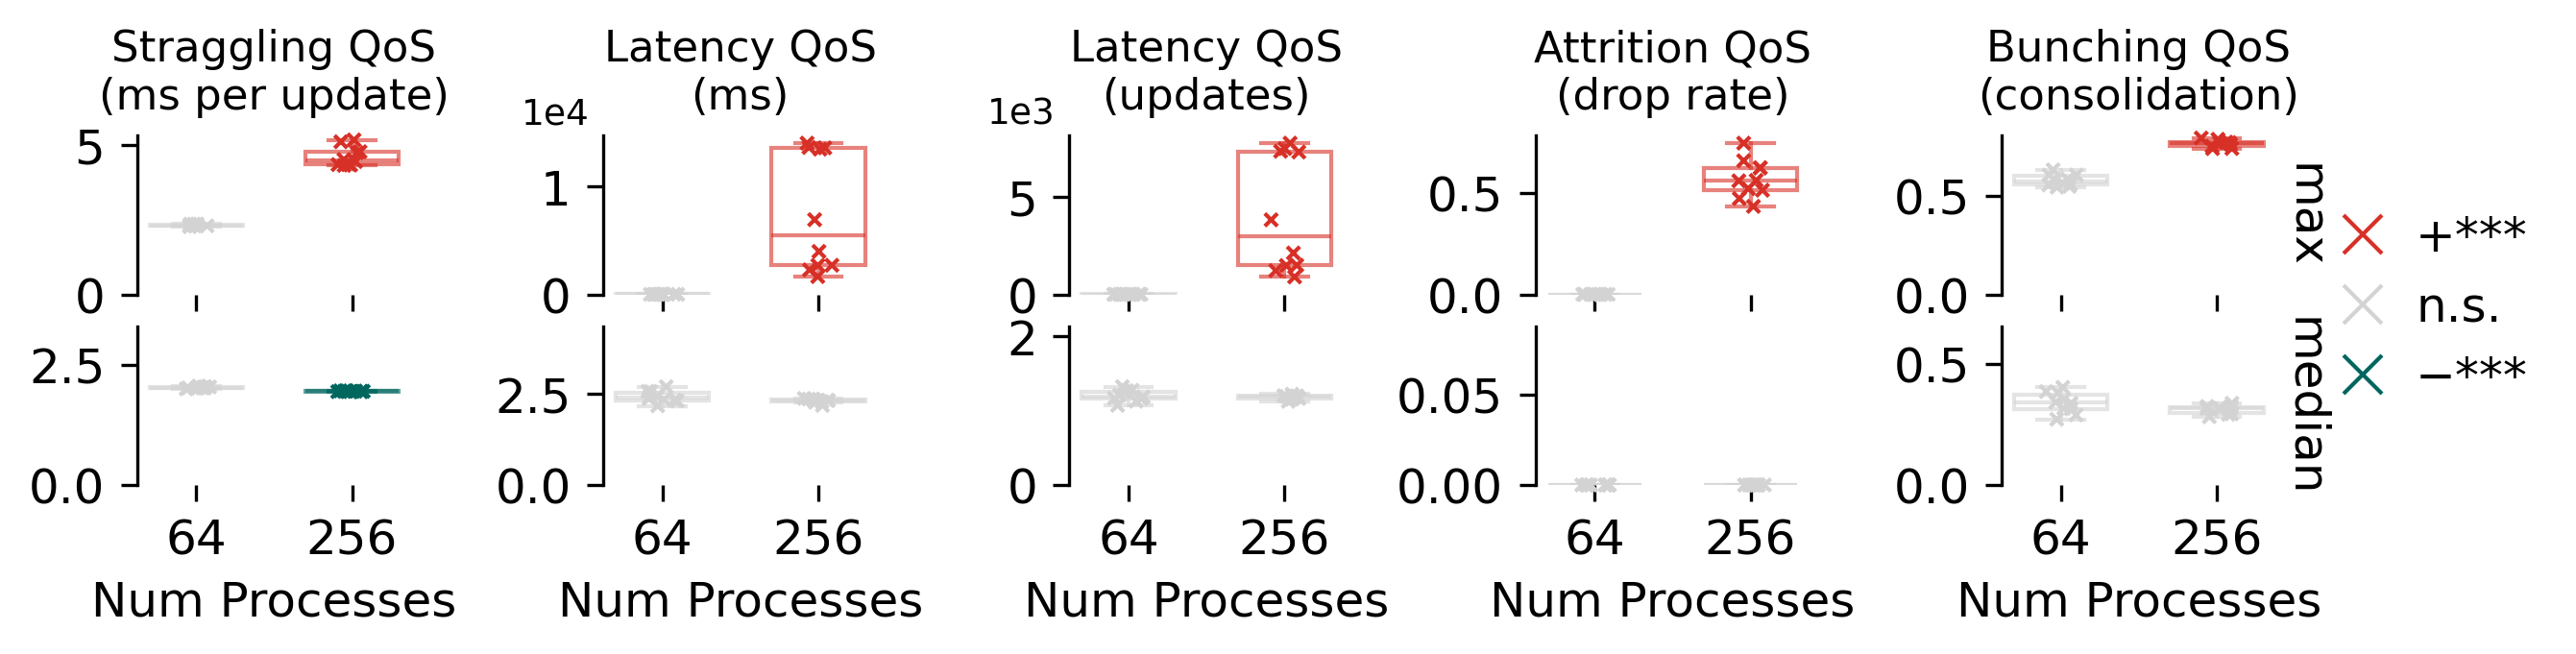 Straggling QoS
(ms per update)
Latency QoS
(ms)
Latency QoS
(updates)
Attrition QoS
(drop rate)
Bunching QoS
(consolidation)
5
0
1e4
1
0
1e3
5
0
0.5
0.0
0.5
0.0
max
2.5
0.0
2.5
0.0
2
0
0.05
0.00
0.5
0.0
median
64 256
64 256
64 256
64 256
64 256
Num Processes
Num Processes
Num Processes
Num Processes
Num Processes
+***
n.s.
−***